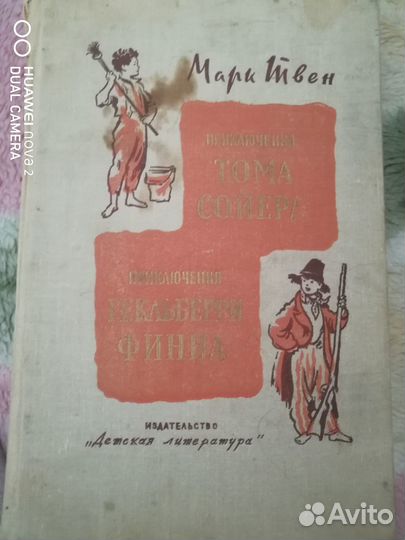 Марк Твен
ПРИКЛЮЧЕНИЯ
ТОМА
СОЙЕРА
ПРИКЛЮЧЕНИЯ
ГЕКЛЬБЕРРИ
ФИННА
ИЗДАТЕЛЬСТВО
„Детская литература"
HUAWEI nova 2
DUAL CAMERA
Avito